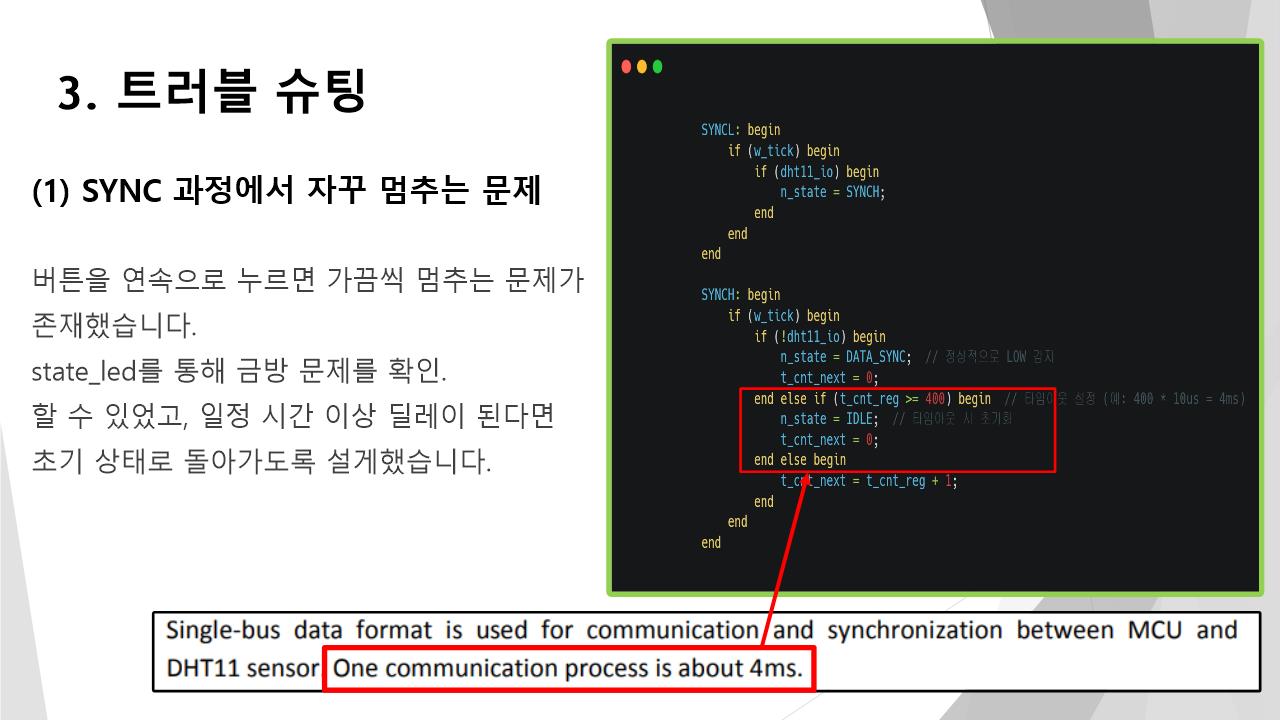 3. 트러블 슈팅
(1) SYNC 과정에서 자꾸 멈추는 문제
버튼을 연속으로 누르면 가끔씩 멈추는 문제가
존재했습니다.
state_led를 통해 금방 문제를 확인.
할 수 있었고, 일정 시간 이상 딜레이 된다면
초기 상태로 돌아가도록 설계했습니다.
SYNCL: begin
if (w_tick) begin
if (dht11_io) begin
n_state = SYNCH;
end
end
end
SYNCH: begin
if (w_tick) begin
if (!dht11_io) begin
n_state = DATA_SYNC; // 정상적으로 LOW 감지
t_cnt_next = 0;
end else if (t_cnt_reg >= 400) begin // 타임아웃 설정 (예: 400 * 10us = 4ms)
n_state = IDLE; // 타임아웃 시 초기화
t_cnt_next = 0;
end else begin
t_cnt_next = t_cnt_reg + 1;
end
end
end
Single-bus data format is used for communication and synchronization between MCU and
DHT11 sensor. One communication process is about 4ms.